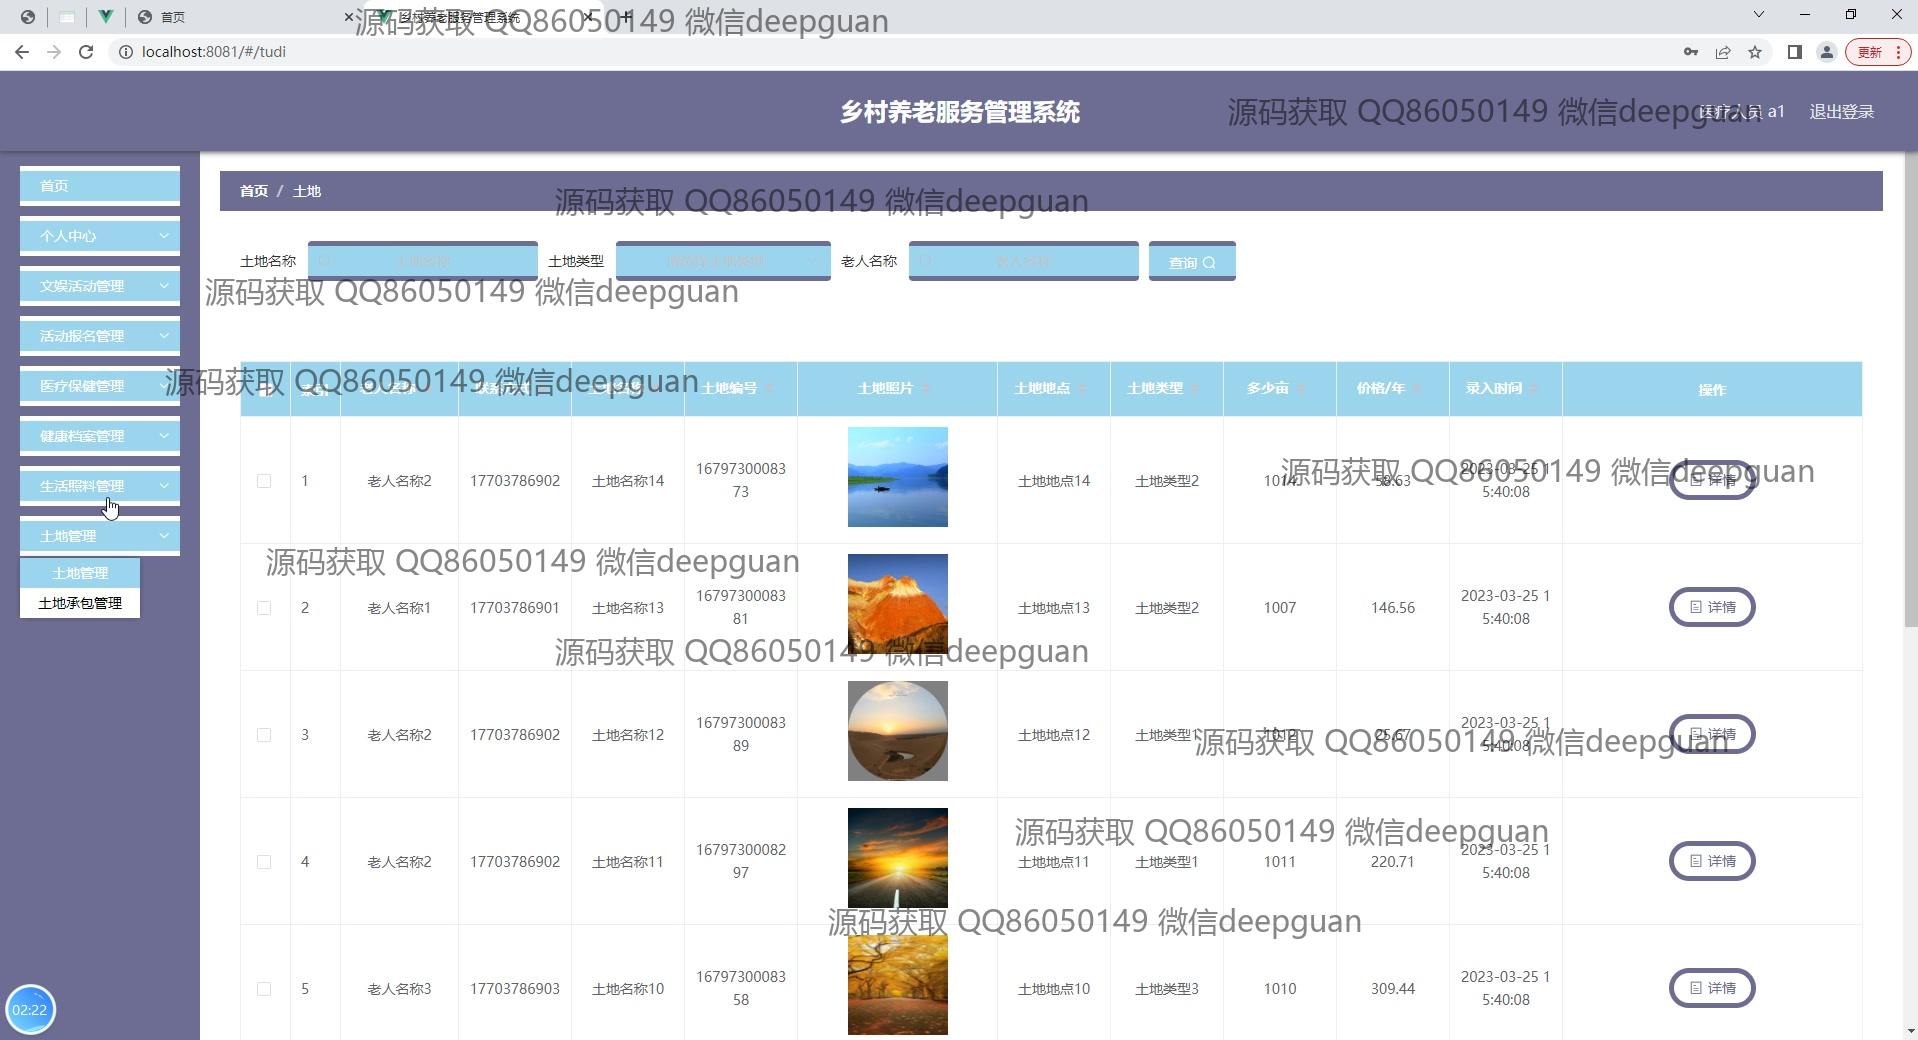 首页
乡村养老服务管理系统
源码获取 QQ86050149 微信deepguan
localhost:8081/#/tudi
更新
乡村养老服务管理系统
源码获取 QQ86050149 微信deepguan
医疗人员 a1
退出登录
首页
个人中心
文娱活动管理
活动报名管理
医疗保健管理
健康档案管理
生活照料管理
土地管理
土地管理
土地承包管理
首页 / 土地
源码获取 QQ86050149 微信deepguan
土地名称 土地名称 土地类型 请选择土地类型 老人名称 老人名称 查询
源码获取 QQ86050149 微信deepguan
源码获取 QQ86050149 微信deepguan
索引 老人名称 联系方式 土地名称 土地编号 土地照片 土地地点 土地类型 多少亩 价格/年 录入时间 操作
1 老人名称2 17703786902 土地名称14 16797300083 73 土地地点14 土地类型2 1014 58.63 2023-03-25 1 5:40:08 详情
源码获取 QQ86050149 微信deepguan
源码获取 QQ86050149 微信deepguan
2 老人名称1 17703786901 土地名称13 16797300083 81 土地地点13 土地类型2 1007 146.56 2023-03-25 1 5:40:08 详情
源码获取 QQ86050149 微信deepguan
3 老人名称2 17703786902 土地名称12 16797300083 89 土地地点12 土地类型1 1012 25.67 2023-03-25 1 5:40:08 详情
源码获取 QQ86050149 微信deepguan
源码获取 QQ86050149 微信deepguan
4 老人名称2 17703786902 土地名称11 16797300082 97 土地地点11 土地类型1 1011 220.71 2023-03-25 1 5:40:08 详情
源码获取 QQ86050149 微信deepguan
5 老人名称3 17703786903 土地名称10 16797300083 58 土地地点10 土地类型3 1010 309.44 2023-03-25 1 5:40:08 详情
02:22